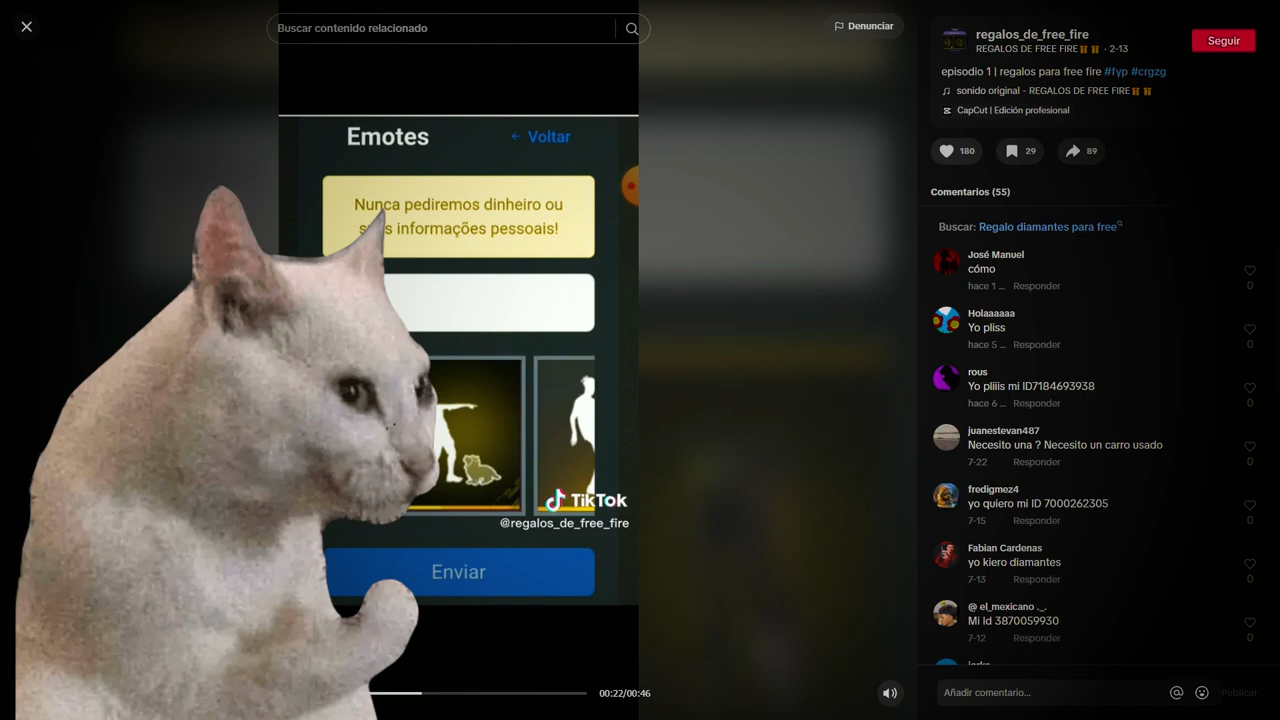 Buscar contenido relacionado
Denunciar
Emotes
← Voltar
Nunca pediremos dinheiro ou
informações pessoais!
Enviar
TikTok
@regalos_de_free_fire
00:22/00:46
regalos_de_free_fire
REGALOS DE FREE FIRE🎁🎁 · 2-13
Seguir
episodio 1 | regalos para free fire #fyp #crgzg
sonido original - REGALOS DE FREE FIRE🎁🎁
CapCut | Edición profesional
180
29
89
Comentarios (55)
Buscar: Regalo diamantes para free
José Manuel
cómo
hace 1 ... Responder
0
Holaaaaaa
Yo pliss
hace 5 ... Responder
0
rous
Yo pliiis mi ID7184693938
hace 6 ... Responder
0
juanestevan487
Necesito una ? Necesito un carro usado
7-22 Responder
0
fredigmez4
yo quiero mi ID 7000262305
7-15 Responder
0
Fabian Cardenas
yo kiero diamantes
7-13 Responder
0
@ el_mexicano ._.
Mi Id 3870059930
7-12 Responder
0
Añadir comentario...
Publicar